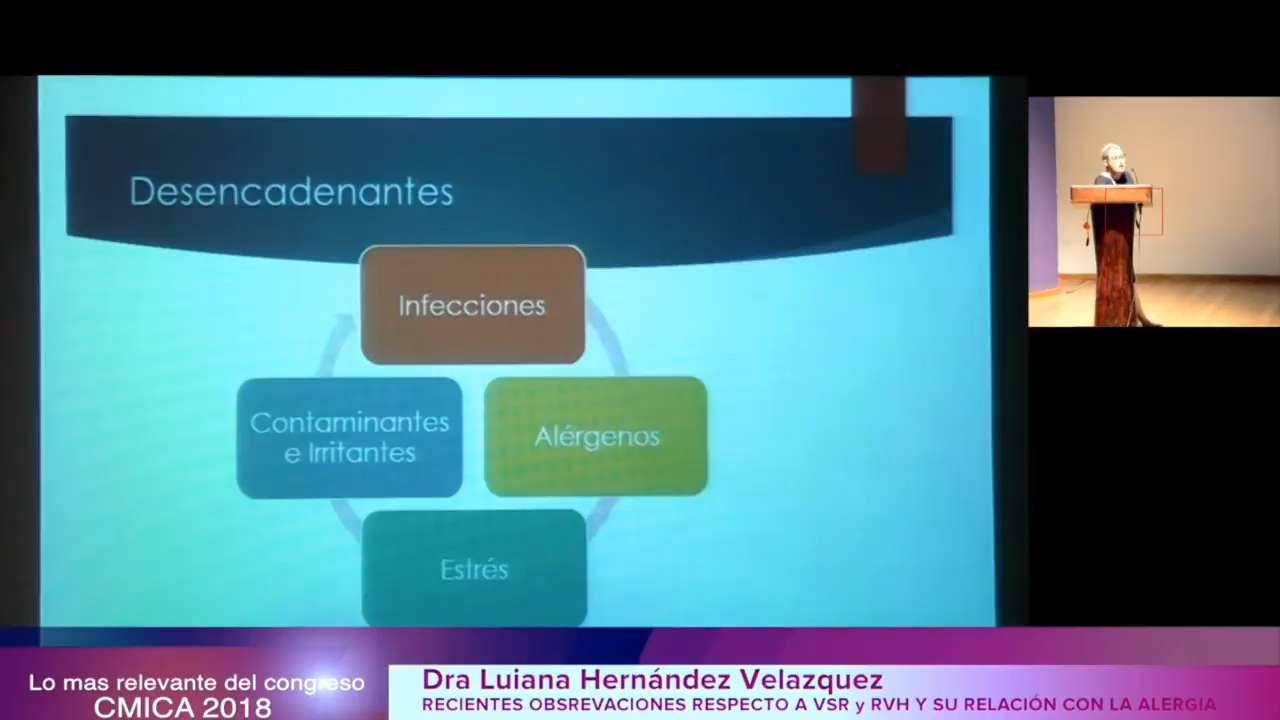 Desencadenantes
Infecciones
Contaminantes
e Irritantes
Alérgenos
Estrés
Lo mas relevante del congreso
CMICA 2018
Dra Luiana Hernández Velazquez
RECIENTES OBSREVACIONES RESPECTO A VSR y RVH Y SU RELACIÓN CON LA ALERGIA